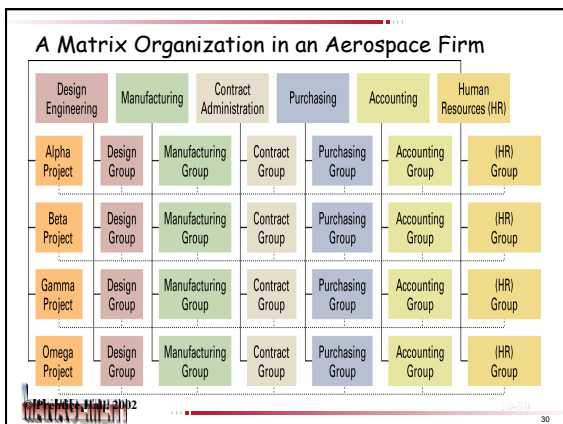 A Matrix Organization in an Aerospace Firm
Design
Engineering
Manufacturing
Contract
Administration
Purchasing
Accounting
Human
Resources (HR)
Alpha
Project
Design
Group
Manufacturing
Group
Contract
Group
Purchasing
Group
Accounting
Group
(HR)
Group
Beta
Project
Design
Group
Manufacturing
Group
Contract
Group
Purchasing
Group
Accounting
Group
(HR)
Group
Gamma
Project
Design
Group
Manufacturing
Group
Contract
Group
Purchasing
Group
Accounting
Group
(HR)
Group
Omega
Project
Design
Group
Manufacturing
Group
Contract
Group
Purchasing
Group
Accounting
Group
(HR)
Group
© Prentice Hall, 2002
MANAGEMENT
30